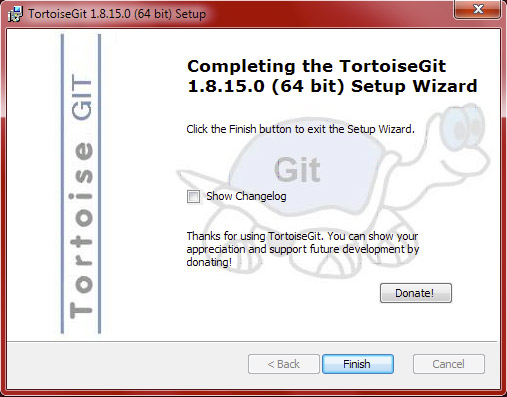 TortoiseGit 1.8.15.0 (64 bit) Setup
Tortoise GIT
Completing the TortoiseGit
1.8.15.0 (64 bit) Setup Wizard
Click the Finish button to exit the Setup Wizard.
Git
Show Changelog
Thanks for using TortoiseGit. You can show your
appreciation and support future development by
donating!
Donate!
< Back
Finish
Cancel